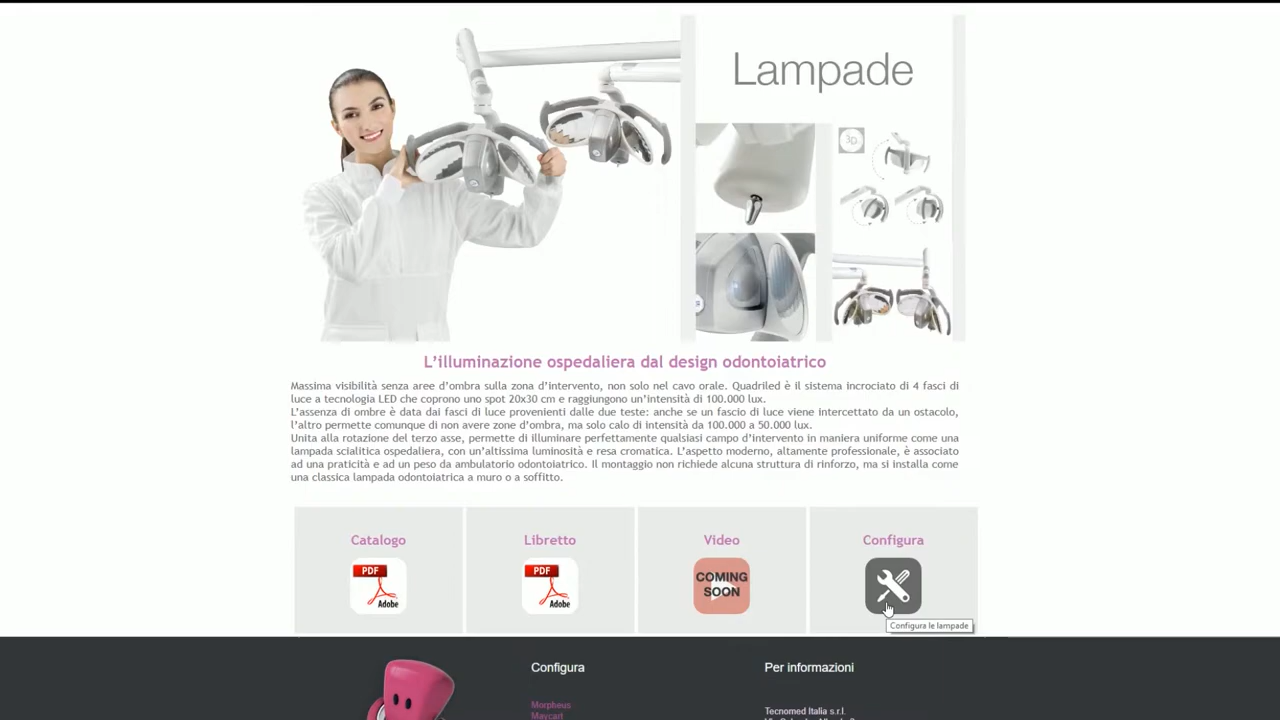 Lampade
3D
L'illuminazione ospedaliera dal design odontoiatrico
Massima visibilità senza aree d'ombra sulla zona d'intervento, non solo nel cavo orale. Quadriled è il sistema incrociato di 4 fasci di
luce a tecnologia LED che coprono uno spot 20x30 cm e raggiungono un'intensità di 100.000 lux.
L'assenza di ombre è data dai fasci di luce provenienti dalle due teste: anche se un fascio di luce viene intercettato da un ostacolo,
l'altro permette comunque di non avere zone d'ombra, ma solo calo di intensità da 100.000 a 50.000 lux.
Unita alla rotazione del terzo asse, permette di illuminare perfettamente qualsiasi campo d'intervento in maniera uniforme come una
lampada scialitica ospedaliera, con un'altissima luminosità e resa cromatica. L'aspetto moderno, altamente professionale, è associato
ad una praticità e ad un peso da ambulatorio odontoiatrico. Il montaggio non richiede alcuna struttura di rinforzo, ma si installa come
una classica lampada odontoiatrica a muro o a soffitto.
Catalogo
PDF
Adobe
Libretto
PDF
Adobe
Video
COMING
SOON
Configura
Configura le lampade
Configura
Morpheus
Maycart
Per informazioni
Tecnomed Italia s.r.l.